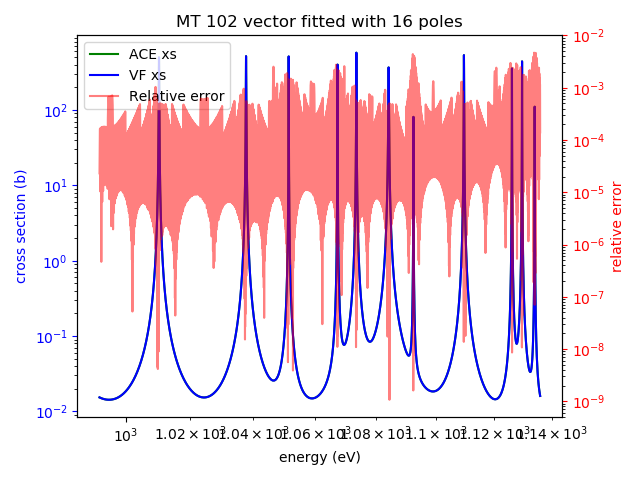 MT 102 vector fitted with 16 poles
ACE xs
VF xs
Relative error
cross section (b)
10²
10¹
10⁰
10⁻¹
10⁻²
10⁻²
10⁻³
10⁻⁴
10⁻⁵
10⁻⁶
10⁻⁷
10⁻⁸
10⁻⁹
relative error
10³ 1.02×10³ 1.04×10³ 1.06×10³ 1.08×10³ 1.1×10³ 1.12×10³ 1.14×10³
energy (eV)